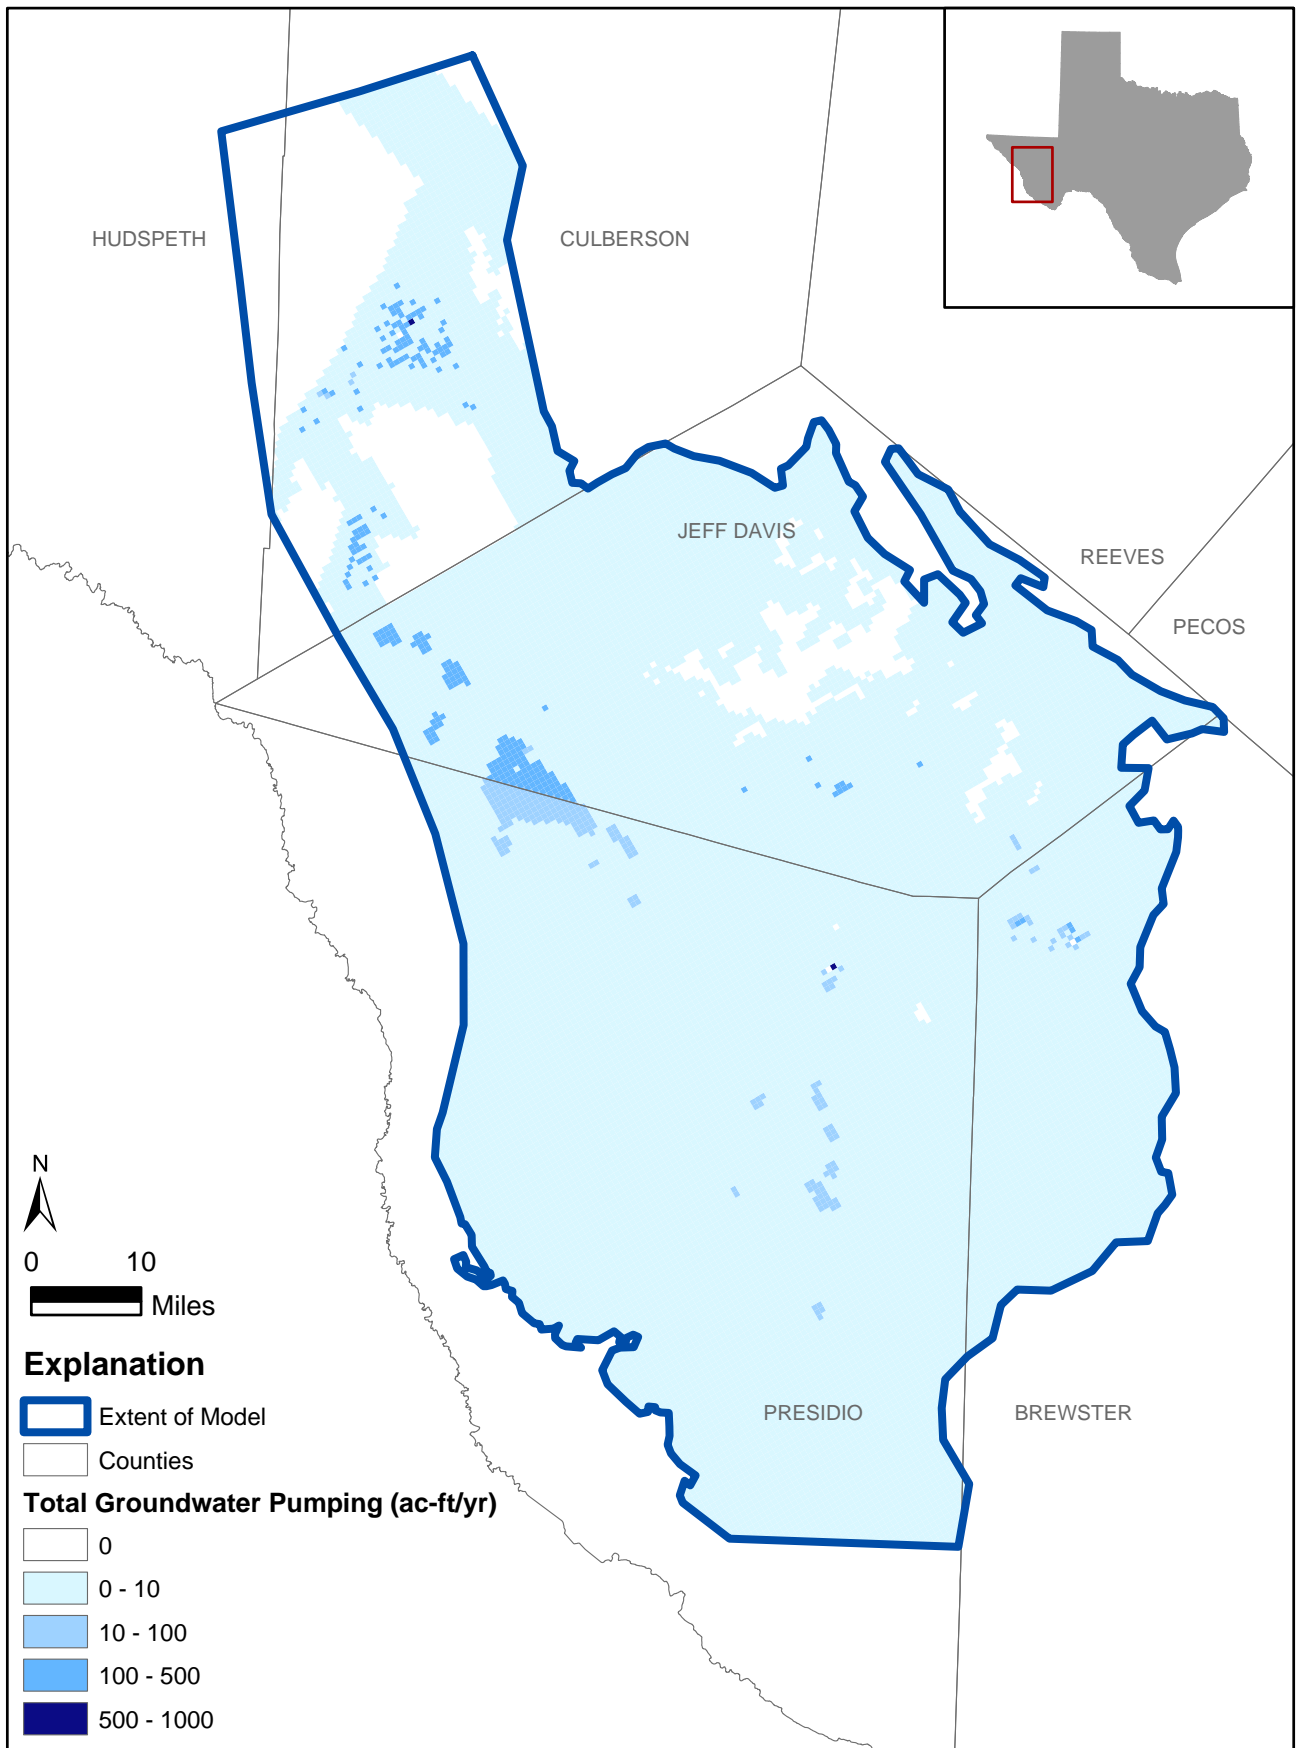 HUDSPETH
CULBERSON
JEFF DAVIS
REEVES
PECOS
PRESIDIO
BREWSTER
N
0 10
Miles
Explanation
Extent of Model
Counties
Total Groundwater Pumping (ac-ft/yr)
0
0 - 10
10 - 100
100 - 500
500 - 1000